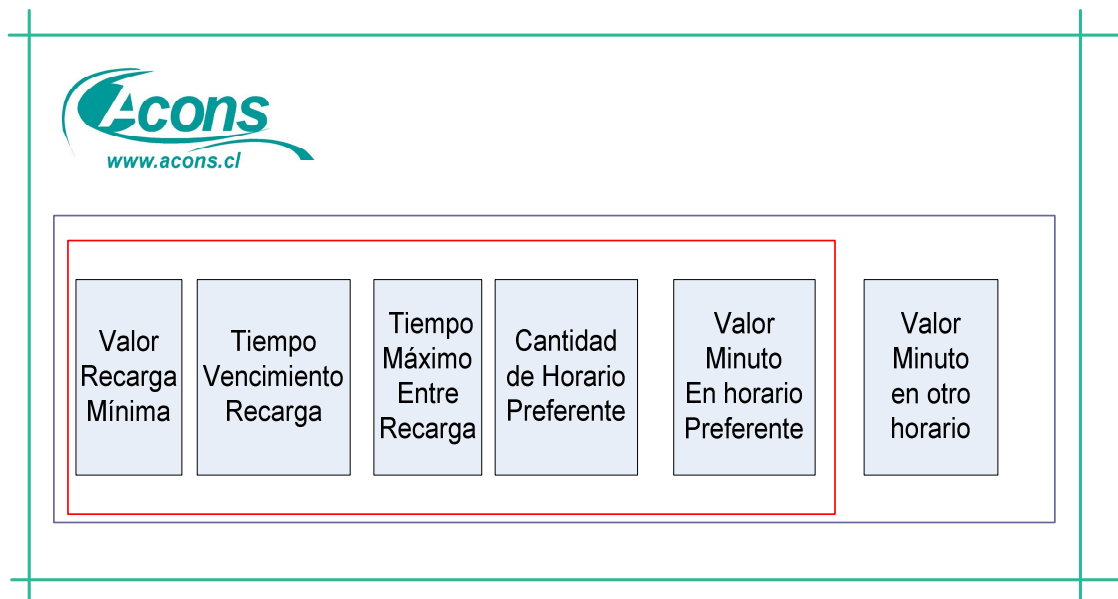 Acons
www.acons.cl
Valor
Recarga
Mínima
Tiempo
Vencimiento
Recarga
Tiempo
Máximo
Entre
Recarga
Cantidad
de Horario
Preferente
Valor
Minuto
En horario
Preferente
Valor
Minuto
en otro
horario